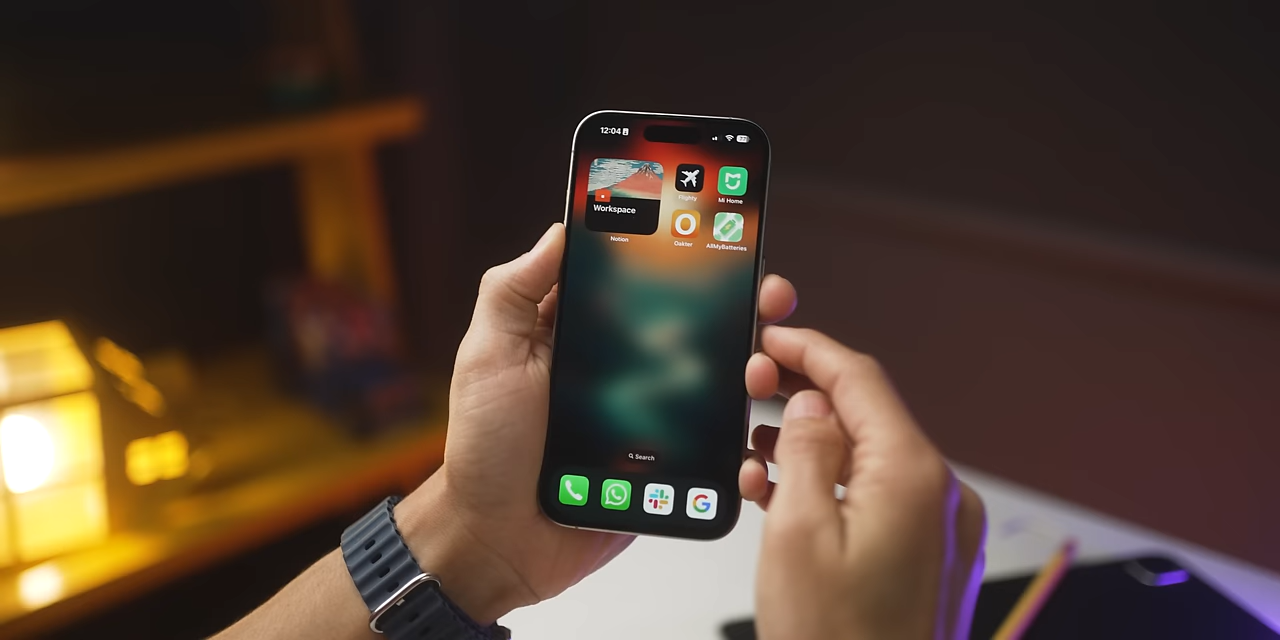 12:04
Workspace
Notion
Flighty
Mi Home
Oakter
AllMyBatteries
Search